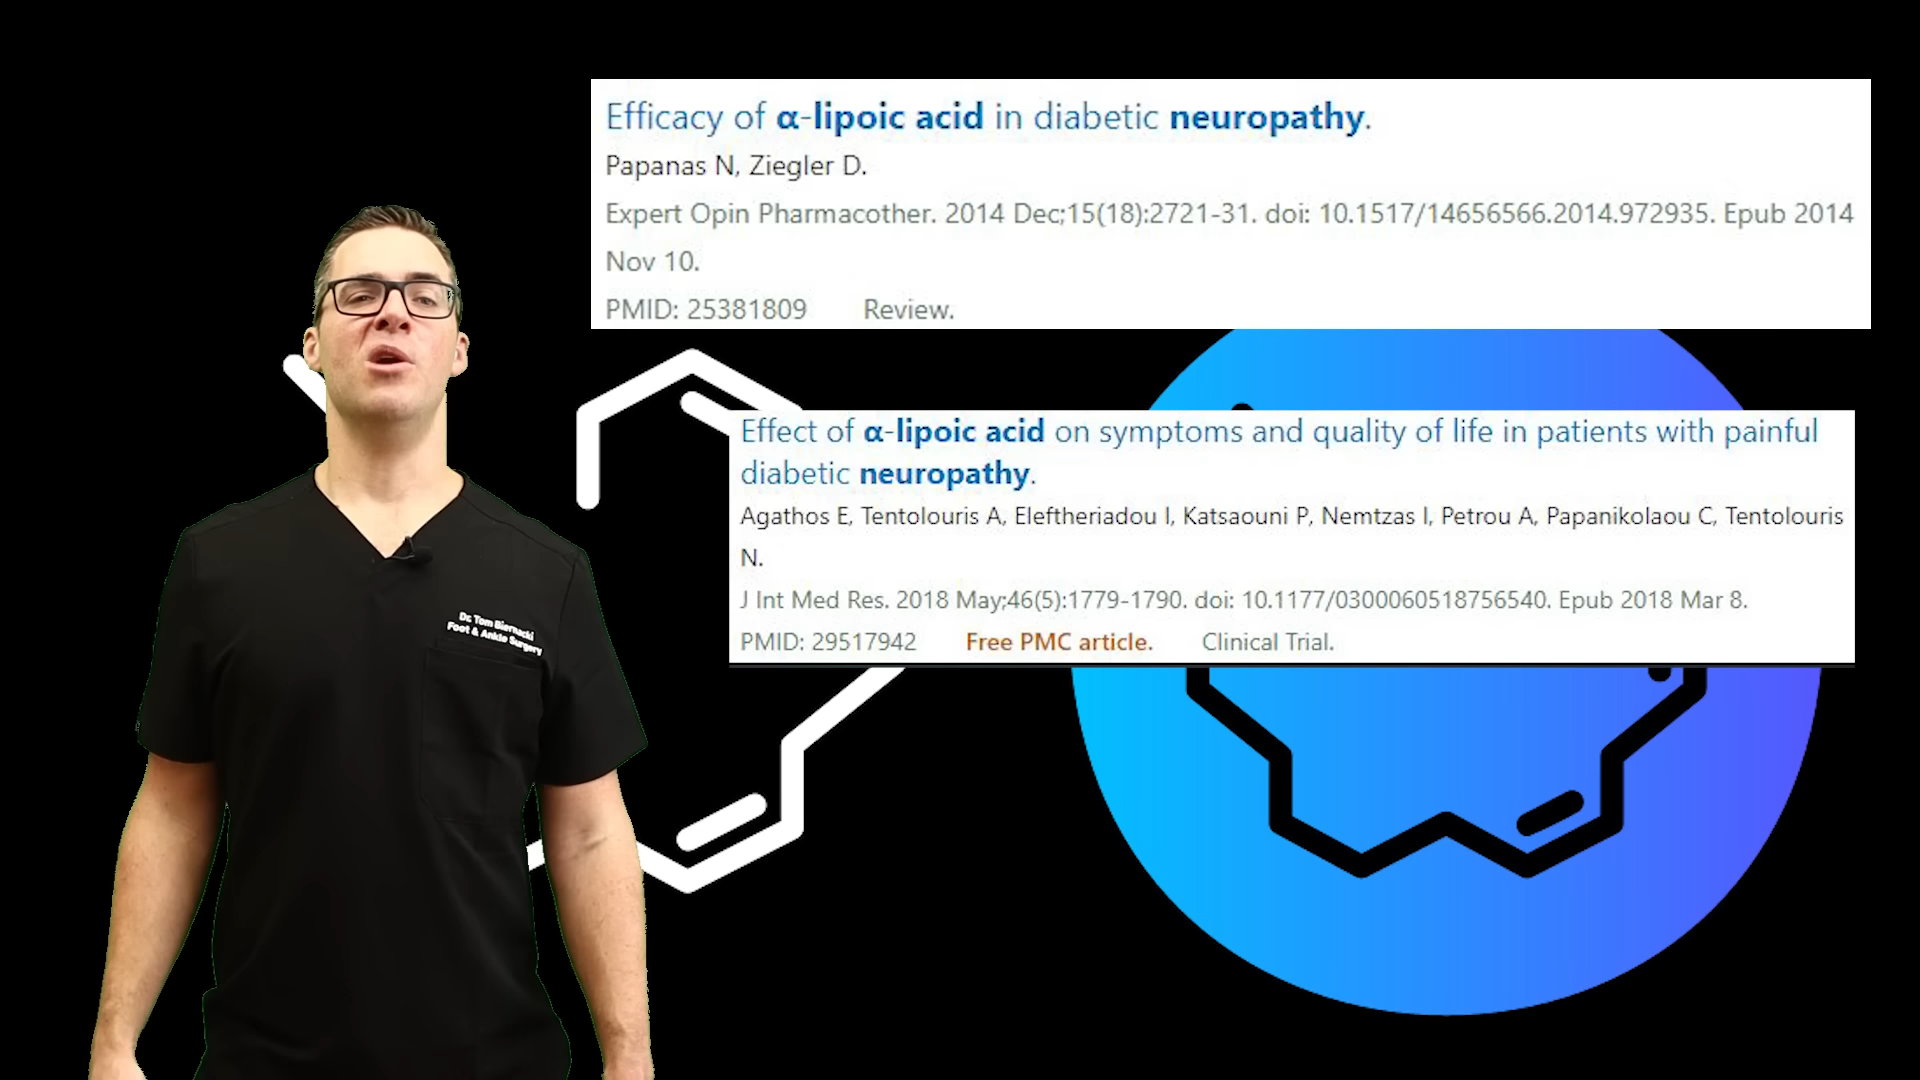 Efficacy of α-lipoic acid in diabetic neuropathy.
Papanas N, Ziegler D.
Expert Opin Pharmacother. 2014 Dec;15(18):2721-31. doi: 10.1517/14656566.2014.972935. Epub 2014
Nov 10.
PMID: 25381809 Review.
Effect of α-lipoic acid on symptoms and quality of life in patients with painful
diabetic neuropathy.
Agathos E, Tentolouris A, Eleftheriadou I, Katsaouni P, Nemtzas I, Petrou A, Papanikolaou C, Tentolouris
N.
J Int Med Res. 2018 May;46(5):1779-1790. doi: 10.1177/0300060518756540. Epub 2018 Mar 8.
PMID: 29517942 Free PMC article. Clinical Trial.
Dr. Tom Biernacki
Foot & Ankle Surgery